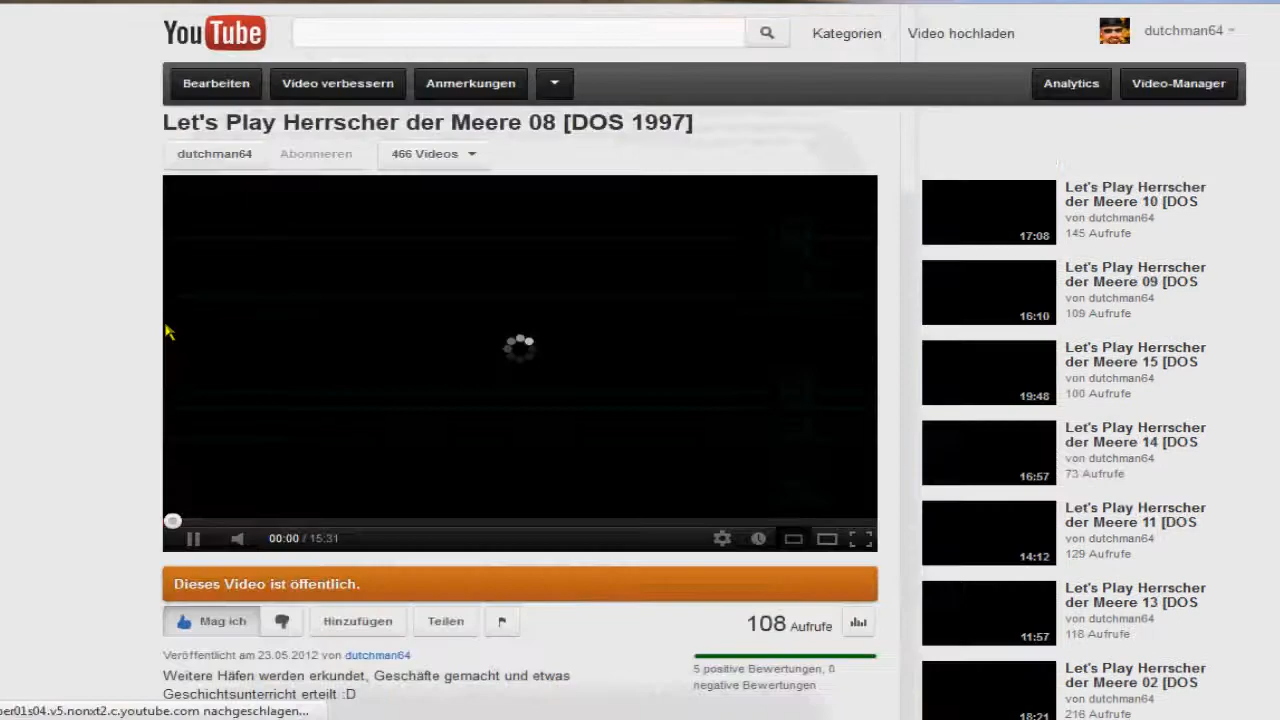 YouTube
Kategorien
Video hochladen
dutchman64
Bearbeiten
Video verbessern
Anmerkungen
Analytics
Video-Manager
Let's Play Herrscher der Meere 08 [DOS 1997]
dutchman64
Abonnieren
466 Videos
00:00 / 15:31
Dieses Video ist öffentlich.
Mag ich
Hinzufügen
Teilen
108 Aufrufe
Veröffentlicht am 23.05.2012 von dutchman64
Weitere Häfen werden erkundet, Geschäfte gemacht und etwas
Geschichtsunterricht erteilt :D
5 positive Bewertungen, 0
negative Bewertungen
17:08
Let's Play Herrscher
der Meere 10 [DOS
von dutchman64
145 Aufrufe
16:10
Let's Play Herrscher
der Meere 09 [DOS
von dutchman64
109 Aufrufe
19:48
Let's Play Herrscher
der Meere 15 [DOS
von dutchman64
100 Aufrufe
16:57
Let's Play Herrscher
der Meere 14 [DOS
von dutchman64
73 Aufrufe
14:12
Let's Play Herrscher
der Meere 11 [DOS
von dutchman64
129 Aufrufe
11:57
Let's Play Herrscher
der Meere 13 [DOS
von dutchman64
118 Aufrufe
18:21
Let's Play Herrscher
der Meere 02 [DOS
von dutchman64
216 Aufrufe
per01s04.v5.nonxt2.c.youtube.com nachgeschlagen...